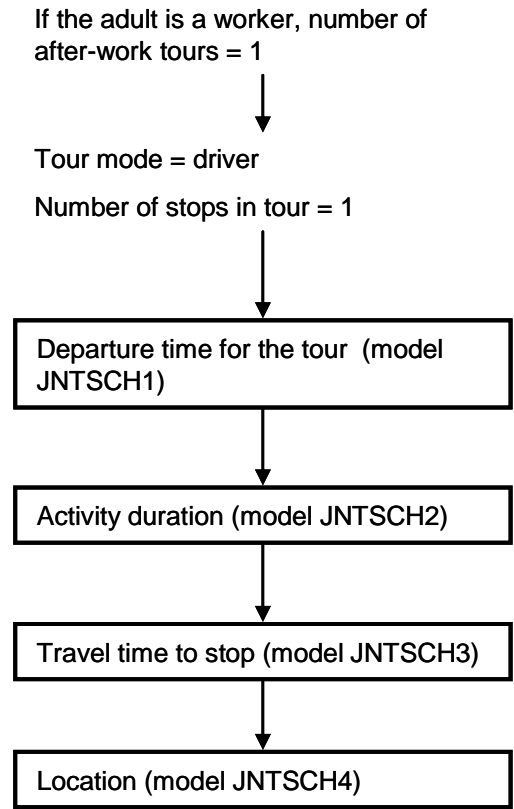 If the adult is a worker, number of
after-work tours = 1
Tour mode = driver
Number of stops in tour = 1
Departure time for the tour  (model
JNTSCH1)
Activity duration (model JNTSCH2)
Travel time to stop (model JNTSCH3)
Location (model JNTSCH4)